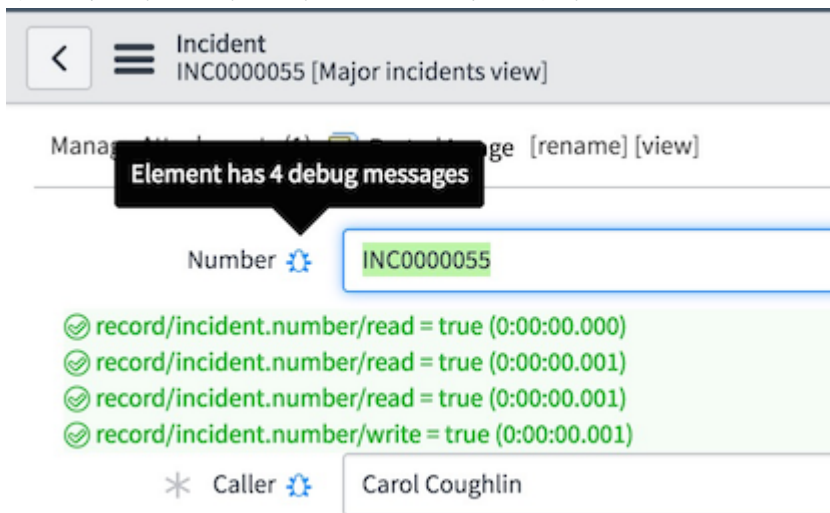 Incident
INC0000055 [Major incidents view]
Mana ge [rename] [view]
Element has 4 debug messages
Number INC0000055
record/incident.number/read = true (0:00:00.000)
record/incident.number/read = true (0:00:00.001)
record/incident.number/read = true (0:00:00.001)
record/incident.number/write = true (0:00:00.001)
Caller Carol Coughlin